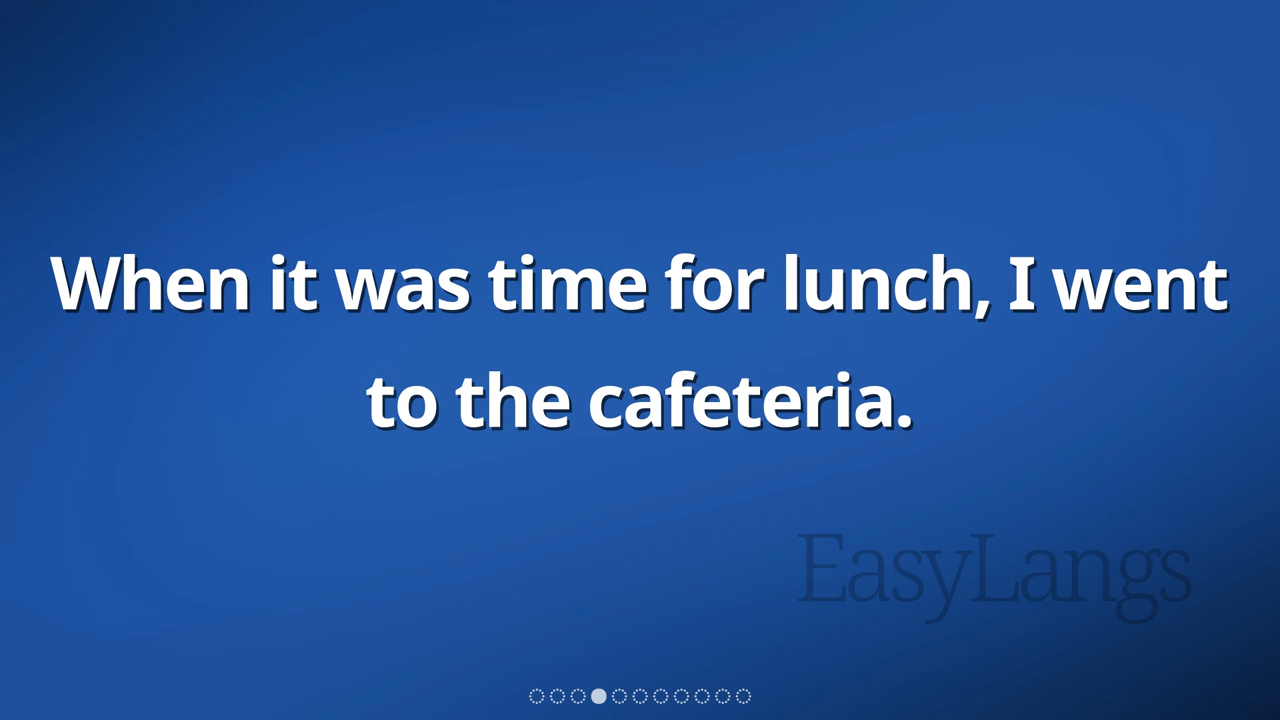 When it was time for lunch, I went
to the cafeteria.
EasyLangs